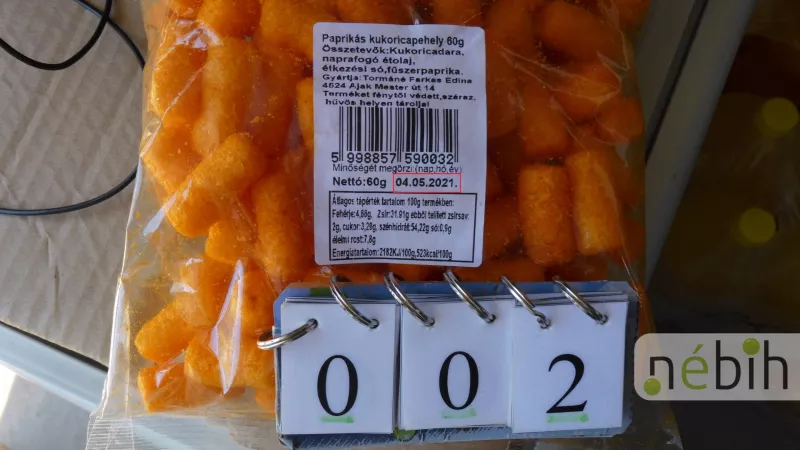 Paprikás kukoricapehely 60g
Összetevők:Kukoricadara,
napraforgó étolaj,
étkezési só,fűszerpaprika.
Gyártja:Tormáné Farkas Edina
4624 Ajak Mester út 14
Terméket fénytől védett,száraz,
hűvös helyen tárolja!
5 998857 590032
Minőségét megőrzi:(nap,hó,év)
Nettó:60g 04.05.2021.
Átlagos tápérték tartalom 100g termékben:
Fehérje:4,68g, Zsír:31.91g ebből telített zsírsav:
2g, cukor:3,29g, szénhidrát:54,22g só:0,9g
élelmi rost:7,8g
Energiatartalom:2182KJ/100g,523kcal/100g
0 0 2
nébih